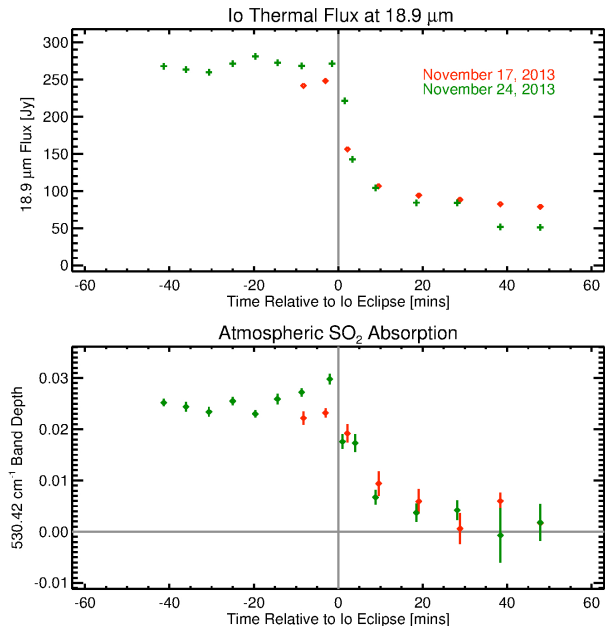 Io Thermal Flux at 18.9 μm
300
250
200
150
100
50
0
18.9 μm Flux [Jy]
November 17, 2013
November 24, 2013
-60 -40 -20 0 20 40 60
Time Relative to Io Eclipse [mins]
Atmospheric SO₂ Absorption
0.03
0.02
0.01
0.00
-0.01
530.42 cm⁻¹ Band Depth
-60 -40 -20 0 20 40 60
Time Relative to Io Eclipse [mins]